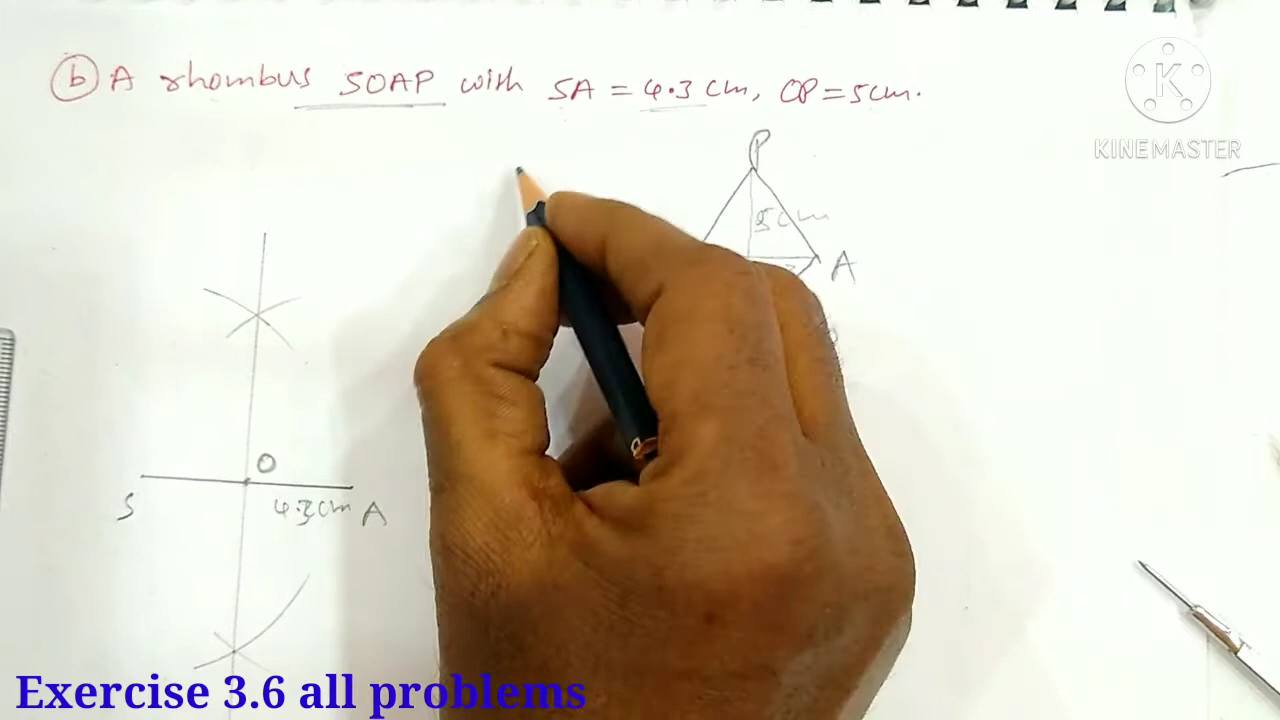 (b) A rhombus SOAP with SA = 4.3 cm, OP = 5cm.
K
KINEMASTER
P
5cm
A
O
S
4.3cm
A
Exercise 3.6 all problems